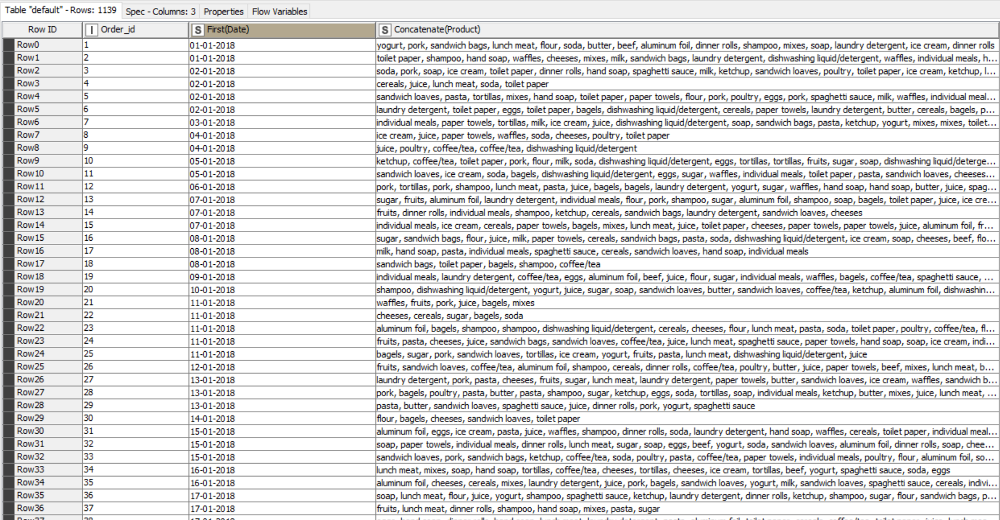 Table "default" - Rows: 1139 Spec - Columns: 3 Properties Flow Variables
Row ID I Order_id S First(Date) S Concatenate(Product)
Row0 1 01-01-2018 yogurt, pork, sandwich bags, lunch meat, flour, soda, butter, beef, aluminum foil, dinner rolls, shampoo, mixes, soap, laundry detergent, ice cream, dinner rolls
Row1 2 01-01-2018 toilet paper, shampoo, hand soap, waffles, cheeses, mixes, milk, sandwich bags, laundry detergent, dishwashing liquid/detergent, waffles, individual meals, h...
Row2 3 02-01-2018 soda, pork, soap, ice cream, toilet paper, dinner rolls, hand soap, spaghetti sauce, milk, ketchup, sandwich loaves, poultry, toilet paper, ice cream, ketchup, l...
Row3 4 02-01-2018 cereals, juice, lunch meat, soda, toilet paper
Row4 5 02-01-2018 sandwich loaves, pasta, tortillas, mixes, hand soap, toilet paper, paper towels, flour, pork, poultry, eggs, pork, spaghetti sauce, milk, waffles, individual meal...
Row5 6 02-01-2018 laundry detergent, toilet paper, eggs, toilet paper, bagels, dishwashing liquid/detergent, cereals, paper towels, laundry detergent, butter, cereals, bagels, p...
Row6 7 03-01-2018 individual meals, paper towels, tortillas, milk, ice cream, juice, dishwashing liquid/detergent, soap, sandwich bags, pasta, ketchup, yogurt, mixes, mixes, toilet...
Row7 8 04-01-2018 ice cream, juice, paper towels, waffles, soda, cheeses, poultry, toilet paper
Row8 9 04-01-2018 juice, poultry, coffee/tea, coffee/tea, dishwashing liquid/detergent
Row9 10 05-01-2018 ketchup, coffee/tea, toilet paper, pork, flour, milk, soda, dishwashing liquid/detergent, eggs, tortillas, tortillas, fruits, sugar, soap, dishwashing liquid/deterge...
Row10 11 05-01-2018 sandwich loaves, ice cream, soda, bagels, dishwashing liquid/detergent, eggs, sugar, waffles, individual meals, toilet paper, pasta, sandwich loaves, cheeses...
Row11 12 06-01-2018 pork, tortillas, pork, shampoo, lunch meat, pasta, juice, bagels, bagels, laundry detergent, yogurt, sugar, waffles, hand soap, hand soap, butter, juice, spag...
Row12 13 07-01-2018 sugar, fruits, aluminum foil, laundry detergent, individual meals, flour, pork, shampoo, sugar, aluminum foil, shampoo, soap, bagels, toilet paper, juice, ice cre...
Row13 14 07-01-2018 fruits, dinner rolls, individual meals, shampoo, ketchup, cereals, sandwich bags, laundry detergent, sandwich loaves, cheeses
Row14 15 07-01-2018 individual meals, ice cream, cereals, paper towels, bagels, mixes, lunch meat, juice, toilet paper, cheeses, paper towels, paper towels, juice, aluminum foil, fr...
Row15 16 08-01-2018 sugar, sandwich bags, flour, juice, milk, paper towels, cereals, sandwich bags, pasta, soda, dishwashing liquid/detergent, ice cream, soap, cheeses, beef, flo...
Row16 17 08-01-2018 milk, hand soap, pasta, individual meals, spaghetti sauce, cereals, sandwich loaves, hand soap, individual meals
Row17 18 08-01-2018 sandwich bags, toilet paper, bagels, shampoo, coffee/tea
Row18 19 09-01-2018 individual meals, laundry detergent, coffee/tea, eggs, aluminum foil, beef, juice, flour, sugar, individual meals, waffles, bagels, coffee/tea, spaghetti sauce, ...
Row19 20 10-01-2018 shampoo, dishwashing liquid/detergent, yogurt, juice, sugar, soap, sandwich loaves, butter, sandwich loaves, coffee/tea, ketchup, aluminum foil, dishwashin...
Row20 21 11-01-2018 waffles, fruits, pork, juice, bagels, mixes
Row21 22 11-01-2018 cheeses, cereals, sugar, bagels, soda
Row22 23 11-01-2018 aluminum foil, bagels, shampoo, shampoo, dishwashing liquid/detergent, cereals, cheeses, flour, lunch meat, pasta, soda, toilet paper, poultry, coffee/tea, fl...
Row23 24 11-01-2018 fruits, pasta, cheeses, juice, sandwich bags, sandwich loaves, coffee/tea, juice, lunch meat, spaghetti sauce, paper towels, hand soap, soap, ice cream, indi...
Row24 25 11-01-2018 bagels, sugar, pork, sandwich loaves, tortillas, ice cream, yogurt, fruits, pasta, lunch meat, dishwashing liquid/detergent, juice
Row25 26 12-01-2018 fruits, sandwich loaves, coffee/tea, aluminum foil, shampoo, cereals, dinner rolls, coffee/tea, poultry, butter, juice, paper towels, beef, mixes, lunch meat, b...
Row26 27 13-01-2018 laundry detergent, pork, pasta, cheeses, fruits, sugar, lunch meat, laundry detergent, paper towels, butter, sandwich loaves, ice cream, waffles, sandwich b...
Row27 28 13-01-2018 pork, bagels, poultry, pasta, butter, pasta, shampoo, sugar, ketchup, eggs, soda, tortillas, soap, individual meals, ketchup, butter, mixes, juice, lunch meat, ...
Row28 29 13-01-2018 pasta, butter, sandwich loaves, spaghetti sauce, juice, dinner rolls, pork, yogurt, spaghetti sauce
Row29 30 14-01-2018 flour, bagels, cheeses, sandwich loaves, toilet paper
Row30 31 15-01-2018 aluminum foil, eggs, ice cream, pasta, juice, waffles, shampoo, dinner rolls, soda, laundry detergent, hand soap, waffles, cereals, toilet paper, individual meal...
Row31 32 15-01-2018 soap, paper towels, individual meals, dinner rolls, lunch meat, sugar, soap, eggs, beef, yogurt, soda, sandwich loaves, aluminum foil, dinner rolls, soap, chee...
Row32 33 15-01-2018 sandwich loaves, pork, sandwich bags, ketchup, coffee/tea, soda, poultry, pasta, coffee/tea, paper towels, individual meals, poultry, flour, aluminum foil, so...
Row33 34 16-01-2018 lunch meat, mixes, soap, hand soap, tortillas, coffee/tea, cheeses, tortillas, cheeses, ice cream, tortillas, beef, yogurt, spaghetti sauce, soda, eggs
Row34 35 16-01-2018 aluminum foil, cheeses, cereals, mixes, laundry detergent, juice, pork, bagels, sandwich loaves, yogurt, milk, sandwich loaves, spaghetti sauce, cereals, indivi...
Row35 36 17-01-2018 soap, lunch meat, flour, juice, yogurt, shampoo, spaghetti sauce, ketchup, laundry detergent, dinner rolls, ketchup, shampoo, sugar, flour, sandwich bags, p...
Row36 37 17-01-2018 fruits, lunch meat, dinner rolls, shampoo, hand soap, mixes, pasta, sugar